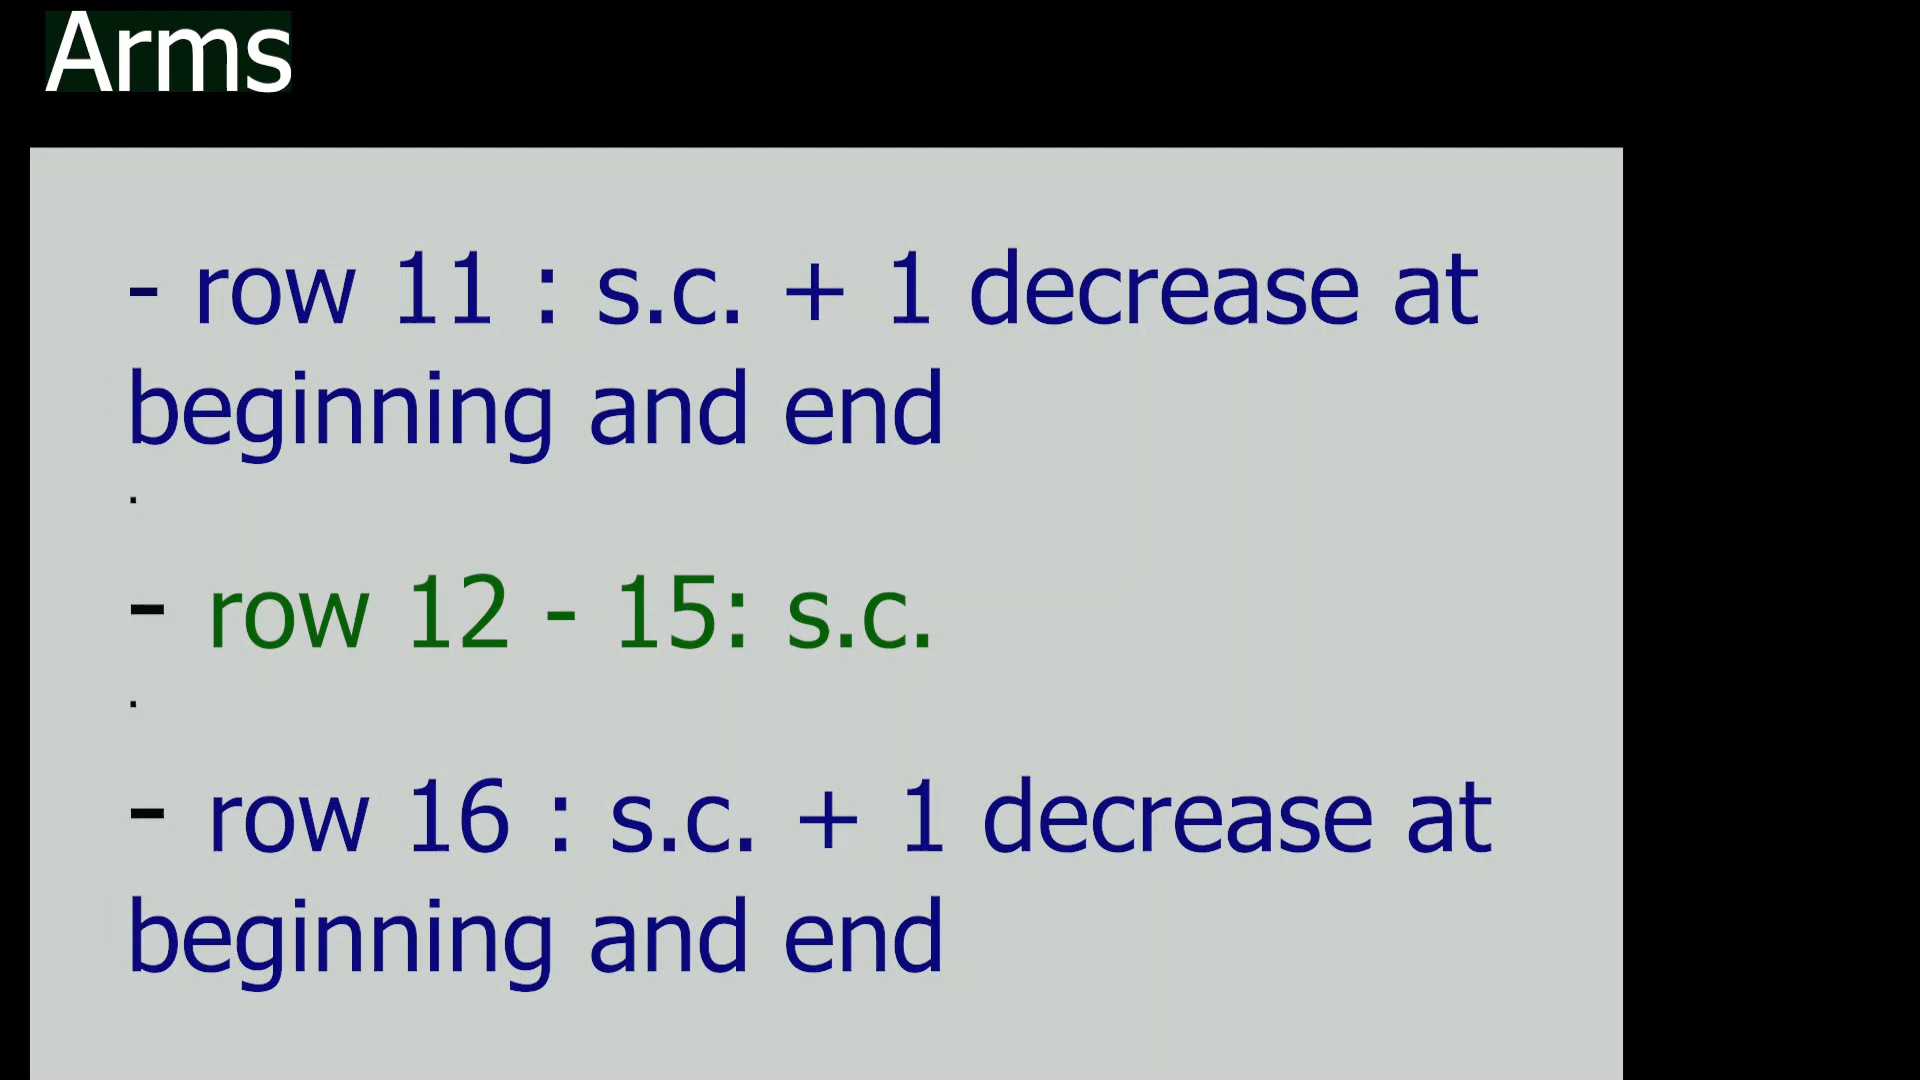 Arms
- row 11 : s.c. + 1 decrease at
beginning and end
.
- row 12 - 15: s.c.
.
- row 16 : s.c. + 1 decrease at
beginning and end